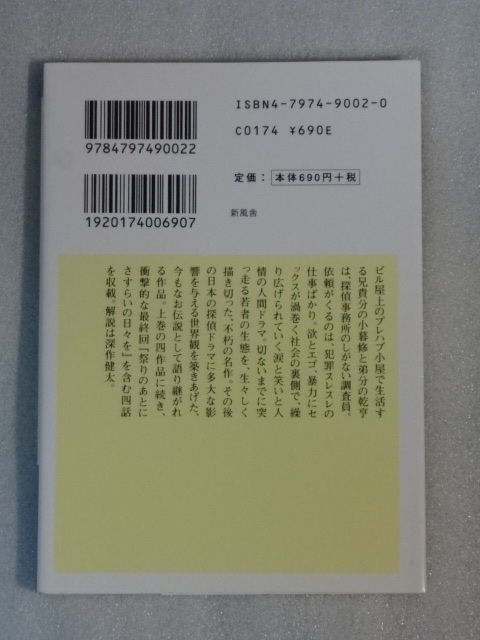 ISBN4-7974-9002-0
C0174 ¥690E
9784797490022
定価: 本体690円+税
1920174006907
新風舎
ビル屋上のプレハブ小屋で生活す
る兄貴分の小暮修と弟分の乾亨
は、探偵事務所のしがない調査員。
依頼がくるのは、犯罪スレスレの
仕事ばかり。欲とエゴ、暴力にセ
ックスが渦巻く社会の裏側で、繰
り広げられていく涙と笑いと人
情の人間ドラマ。切ないまでに突
っ走る若者の生態を、生々しく
描き切った、不朽の名作。その後
の日本の探偵ドラマに多大な影
響を与える世界観を築きあげた、
今もなお伝説として語り継がれ
る作品。上巻の四作品に続き、
衝撃的な最終回『祭りのあとに
さすらいの日々を』を含む四話
を収載。解説は深作健太。